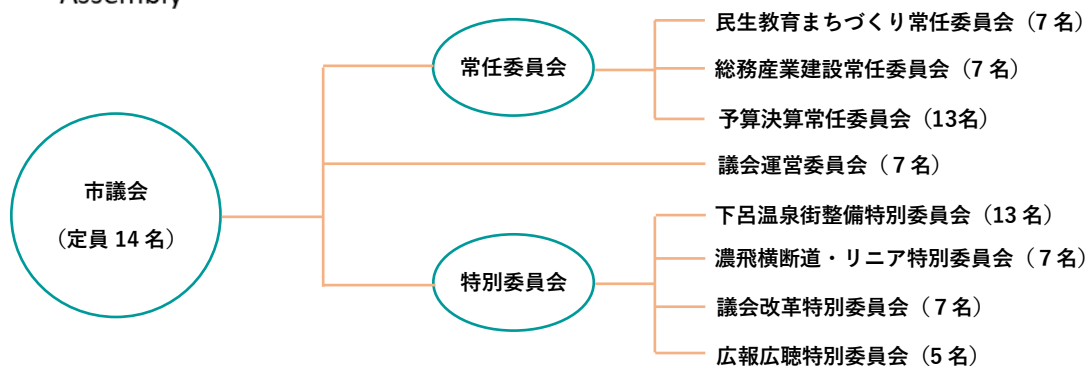 Assembly
市議会
（定員 14 名）
常任委員会
民生教育まちづくり常任委員会（7 名）
総務産業建設常任委員会（7 名）
予算決算常任委員会（13名）
議会運営委員会（ 7 名）
特別委員会
下呂温泉街整備特別委員会（13 名）
濃飛横断道・リニア特別委員会（ 7 名）
議会改革特別委員会（ 7 名）
広報広聴特別委員会（5 名）